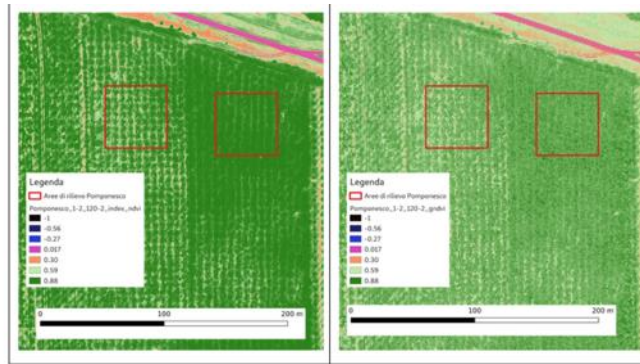 Legenda
Aree di rilievo Pomponesco
Pomponesco_1-2_120-2_index_ndvi
-1
-0.56
-0.27
0.017
0.30
0.59
0.88
0 100 200 m
Legenda
Aree di rilievo Pomponesco
Pomponesco_1-2_120-2_gndvi
-1
-0.56
-0.27
0.017
0.30
0.59
0.88
0 100 200 m